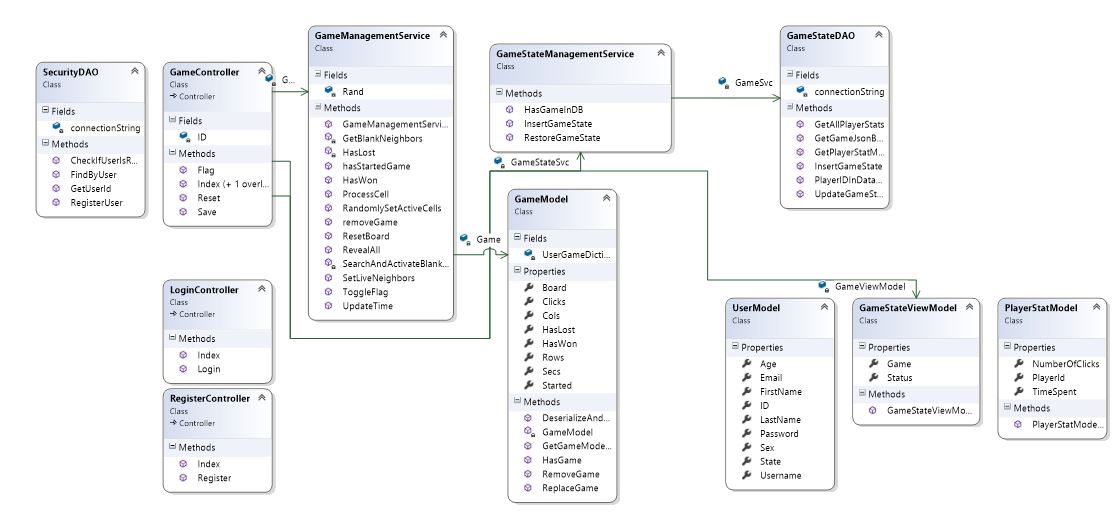 SecurityDAO
Class
Fields
connectionString
Methods
CheckIfUserIsR...
FindByUser
GetUserId
RegisterUser
GameController
Class
Controller
Fields
ID
Methods
Flag
Index (+ 1 overl...
Reset
Save
G...
LoginController
Class
Controller
Methods
Index
Login
RegisterController
Class
Controller
Methods
Index
Register
GameManagementService
Class
Fields
Rand
Methods
GameManagementServi...
GetBlankNeighbors
HasLost
hasStartedGame
HasWon
ProcessCell
RandomlySetActiveCells
removeGame
ResetBoard
RevealAll
SearchAndActivateBlank...
SetLiveNeighbors
ToggleFlag
UpdateTime
Game
GameStateManagementService
Class
Methods
HasGameInDB
InsertGameState
RestoreGameState
GameStateSvc
GameModel
Class
Fields
UserGameDicti...
Properties
Board
Clicks
Cols
HasLost
HasWon
Rows
Secs
Started
Methods
DeserializeAnd...
GameModel
GetGameMode...
HasGame
RemoveGame
ReplaceGame
GameSvc
GameStateDAO
Class
Fields
connectionString
Methods
GetAllPlayerStats
GetGameJsonB...
GetPlayerStatM...
InsertGameState
PlayerIDInData...
UpdateGameSt...
GameViewModel
UserModel
Class
Properties
Age
Email
FirstName
ID
LastName
Password
Sex
State
Username
GameStateViewModel
Class
Properties
Game
Status
Methods
GameStateViewMo...
PlayerStatModel
Class
Properties
NumberOfClicks
PlayerId
TimeSpent
Methods
PlayerStatMode...